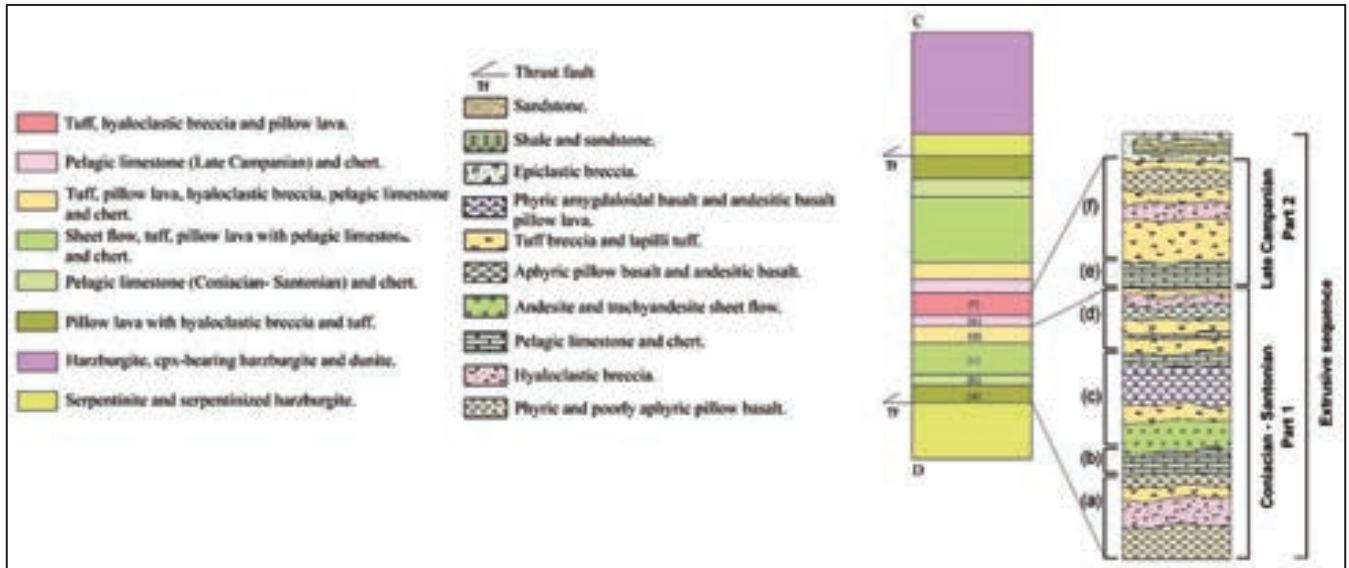 Tuff, hyaloclastic breccia and pillow lava.
Pelagic limestone (Late Campanian) and chert.
Tuff, pillow lava, hyaloclastic breccia, pelagic limestone
and chert.
Sheet flow, tuff, pillow lava with pelagic limestone,
and chert.
Pelagic limestone (Coniacian- Santonian) and chert.
Pillow lava with hyaloclastic breccia and tuff.
Harzburgite, cpx-bearing harzburgite and dunite.
Serpentinite and serpentinized harzburgite.
Tf
Thrust fault
Sandstone.
Shale and sandstone.
Epiclastic breccia.
Phyric amygdaloidal basalt and andesitic basalt
pillow lava.
Tuff breccia and lapilli tuff.
Aphyric pillow basalt and andesitic basalt.
Andesite and trachyandesite sheet flow.
Pelagic limestone and chert.
Hyaloclastic breccia.
Phyric and poorly aphyric pillow basalt.
C
Tf
Tf
D
(f)
(e)
(d)
(c)
(b)
(a)
Late Campanian
Part 2
Coniacian - Santonian
Part 1
Extrusive sequence